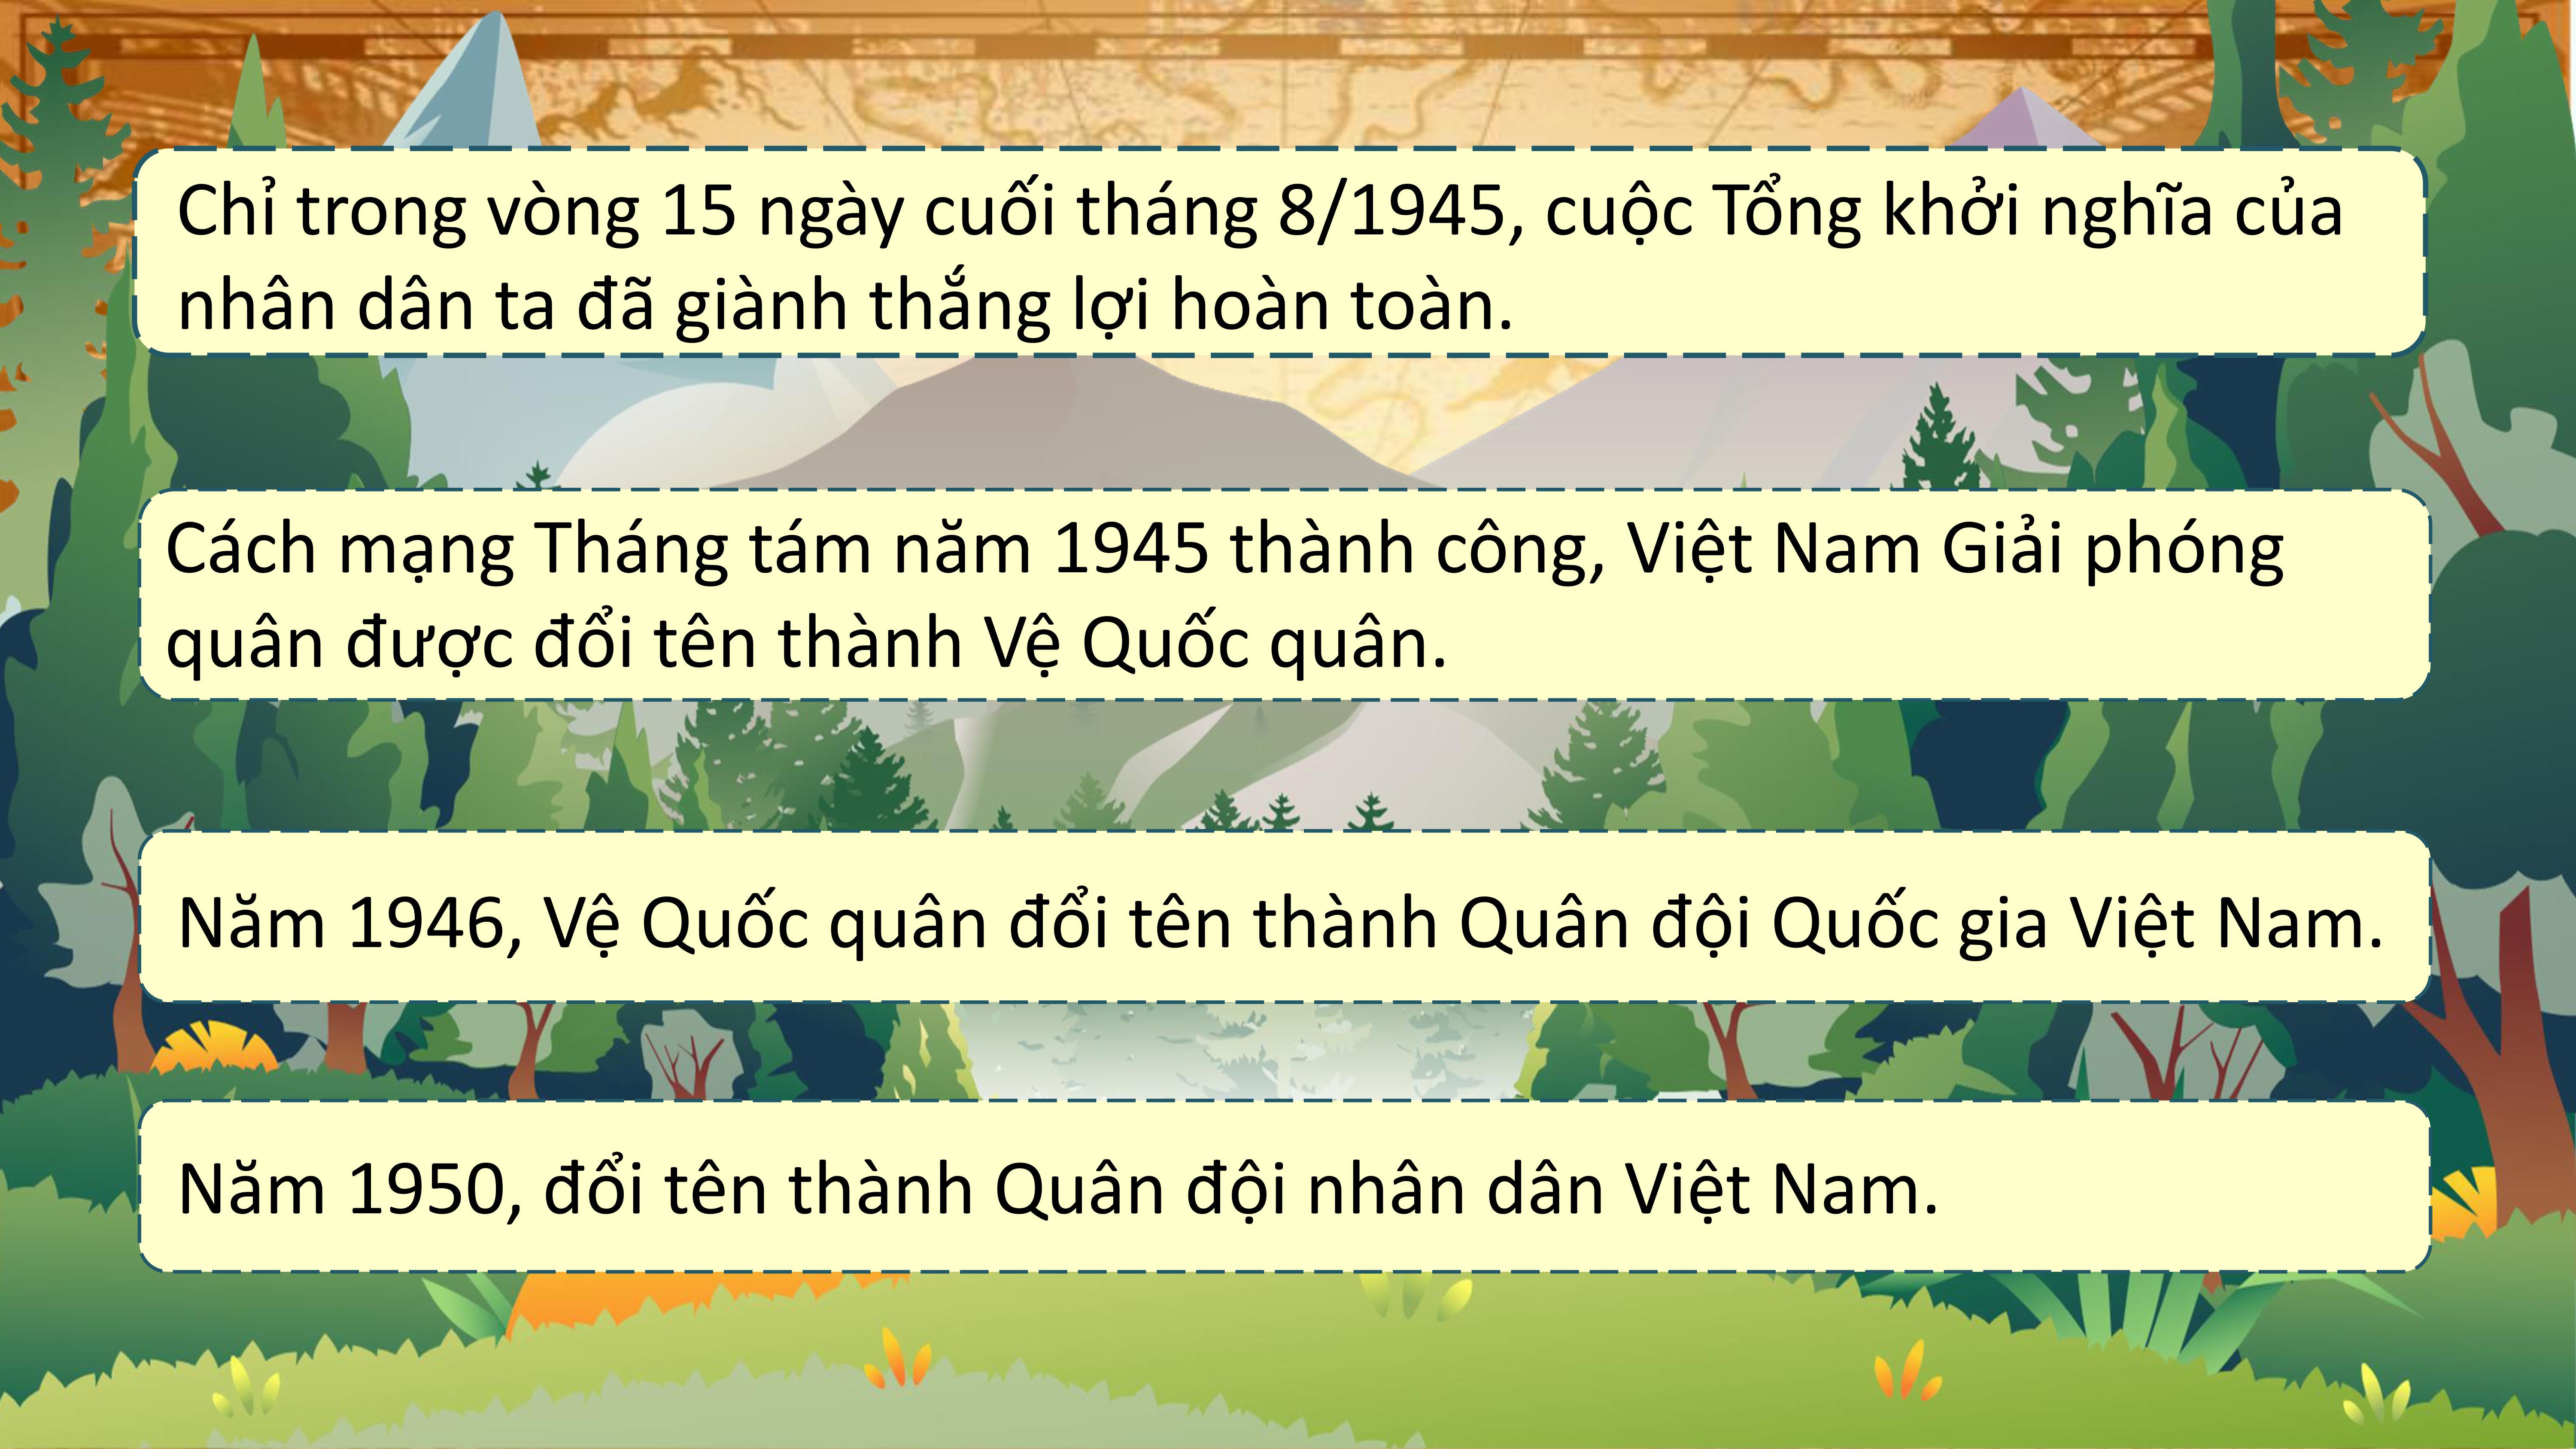 Chỉ trong vòng 15 ngày cuối tháng 8/1945, cuộc Tổng khởi nghĩa của
nhân dân ta đã giành thắng lợi hoàn toàn.
Cách mạng Tháng tám năm 1945 thành công, Việt Nam Giải phóng
quân được đổi tên thành Vệ Quốc quân.
Năm 1946, Vệ Quốc quân đổi tên thành Quân đội Quốc gia Việt Nam.
Năm 1950, đổi tên thành Quân đội nhân dân Việt Nam.